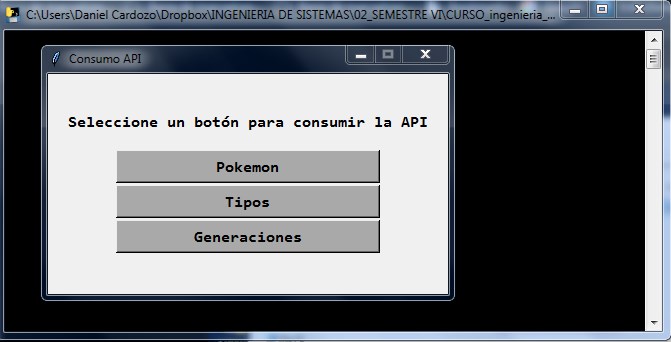 C:\Users\Daniel Cardozo\Dropbox\INGENIERIA DE SISTEMAS\02_SEMESTRE VI\CURSO_ingenieria_...
Consumo API
Seleccione un botón para consumir la API
Pokemon
Tipos
Generaciones